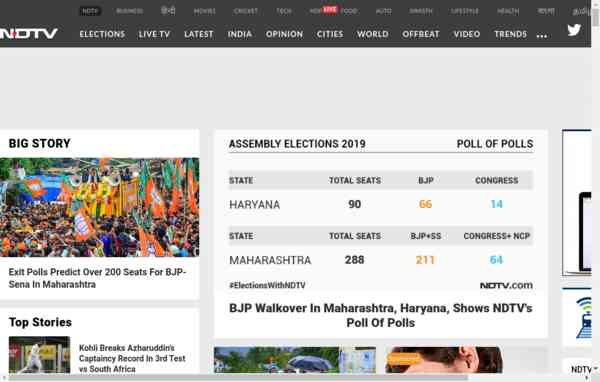 NDTV BUSINESS हिन्दी MOVIES CRICKET TECH HOP LIVE FOOD AUTO SWASTH LIFESTYLE HEALTH বাংলা தமிழ்
NDTV ELECTIONS LIVE TV LATEST INDIA OPINION CITIES WORLD OFFBEAT VIDEO TRENDS ...
BIG STORY
Exit Polls Predict Over 200 Seats For BJP-
Sena In Maharashtra
Top Stories
Kohli Breaks Azharuddin's
Captaincy Record In 3rd Test
vs South Africa
ASSEMBLY ELECTIONS 2019 POLL OF POLLS
STATE TOTAL SEATS BJP CONGRESS
HARYANA 90 66 14
STATE TOTAL SEATS BJP+SS CONGRESS+ NCP
MAHARASHTRA 288 211 64
#ElectionsWithNDTV NDTV.com
BJP Walkover In Maharashtra, Haryana, Shows NDTV's
Poll Of Polls
Sponsored
NDTV